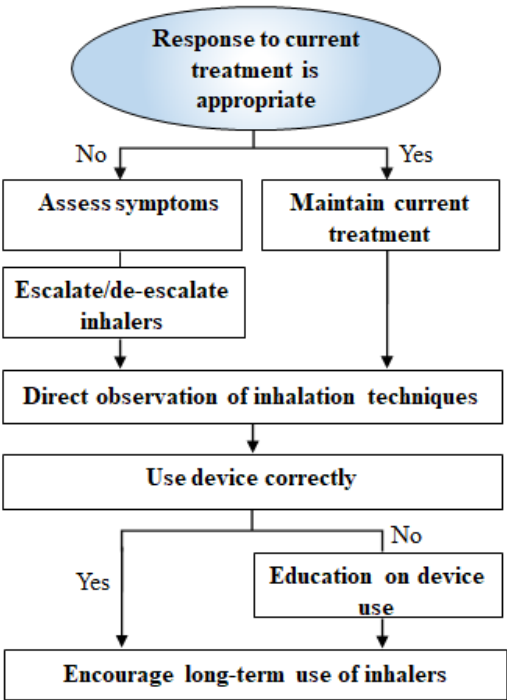 Response to current
treatment is
appropriate
No
Yes
Assess symptoms
Maintain current
treatment
Escalate/de-escalate
inhalers
Direct observation of inhalation techniques
Use device correctly
No
Yes
Education on device
use
Encourage long-term use of inhalers